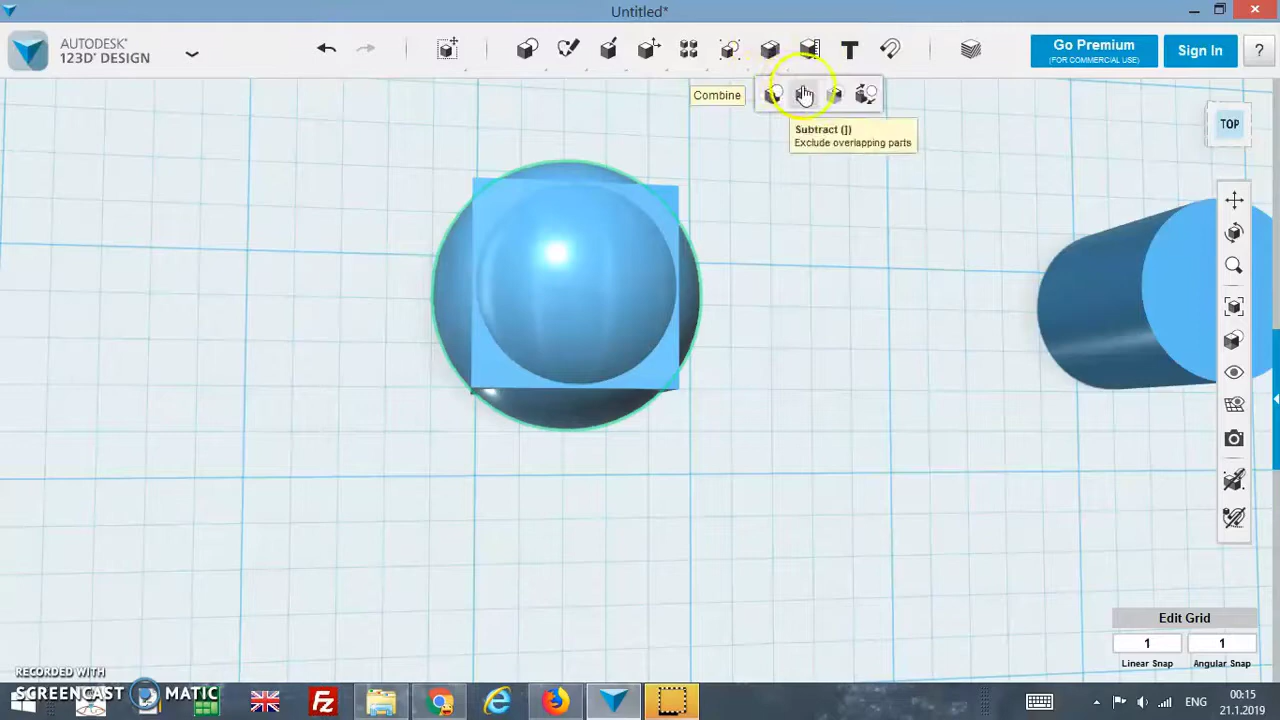 Untitled*
AUTODESK®
123D® DESIGN
Go Premium
(FOR COMMERCIAL USE)
Sign In
?
Combine
Subtract (])
Exclude overlapping parts
TOP
Edit Grid
1
1
Linear Snap
Angular Snap
RECORDED WITH
SCREENCAST MATIC
ENG
00:15
21.1.2019